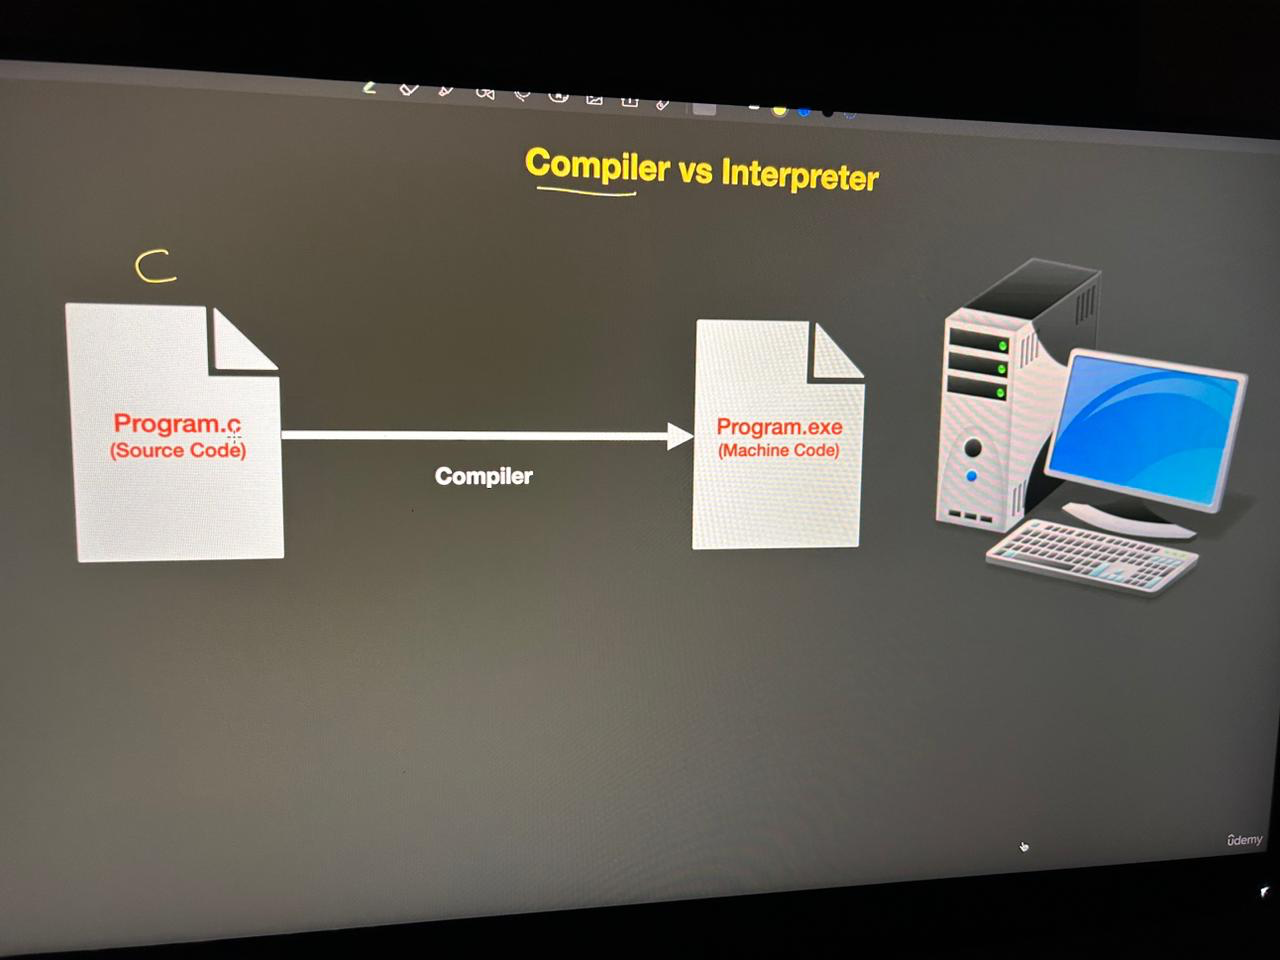 Compiler vs Interpreter
C
Program.c
(Source Code)
Compiler
Program.exe
(Machine Code)
ûdemy